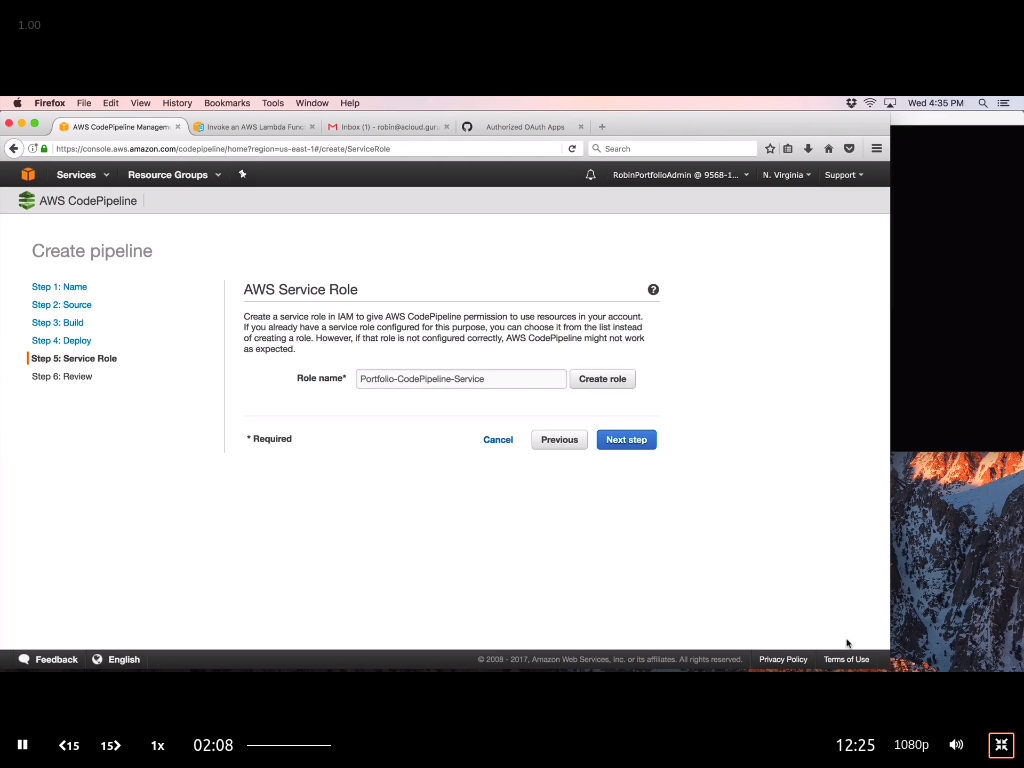 1.00
Firefox File Edit View History Bookmarks Tools Window Help Wed 4:35 PM
AWS CodePipeline Managem Invoke an AWS Lambda Func Inbox (1) - robin@acloud.guru Authorized OAuth Apps
https://console.aws.amazon.com/codepipeline/home?region=us-east-1#/create/ServiceRole Search
Services Resource Groups RobinPortfolioAdmin @ 9568-1... N. Virginia Support
AWS CodePipeline
Create pipeline
Step 1: Name
Step 2: Source
Step 3: Build
Step 4: Deploy
Step 5: Service Role
Step 6: Review
AWS Service Role
Create a service role in IAM to give AWS CodePipeline permission to use resources in your account.
If you already have a service role configured for this purpose, you can choose it from the list instead
of creating a role. However, if that role is not configured correctly, AWS CodePipeline might not work
as expected.
Role name* Portfolio-CodePipeline-Service Create role
* Required Cancel Previous Next step
Feedback English © 2008 - 2017, Amazon Web Services, Inc. or its affiliates. All rights reserved. Privacy Policy Terms of Use
15 15 1x 02:08 12:25 1080p